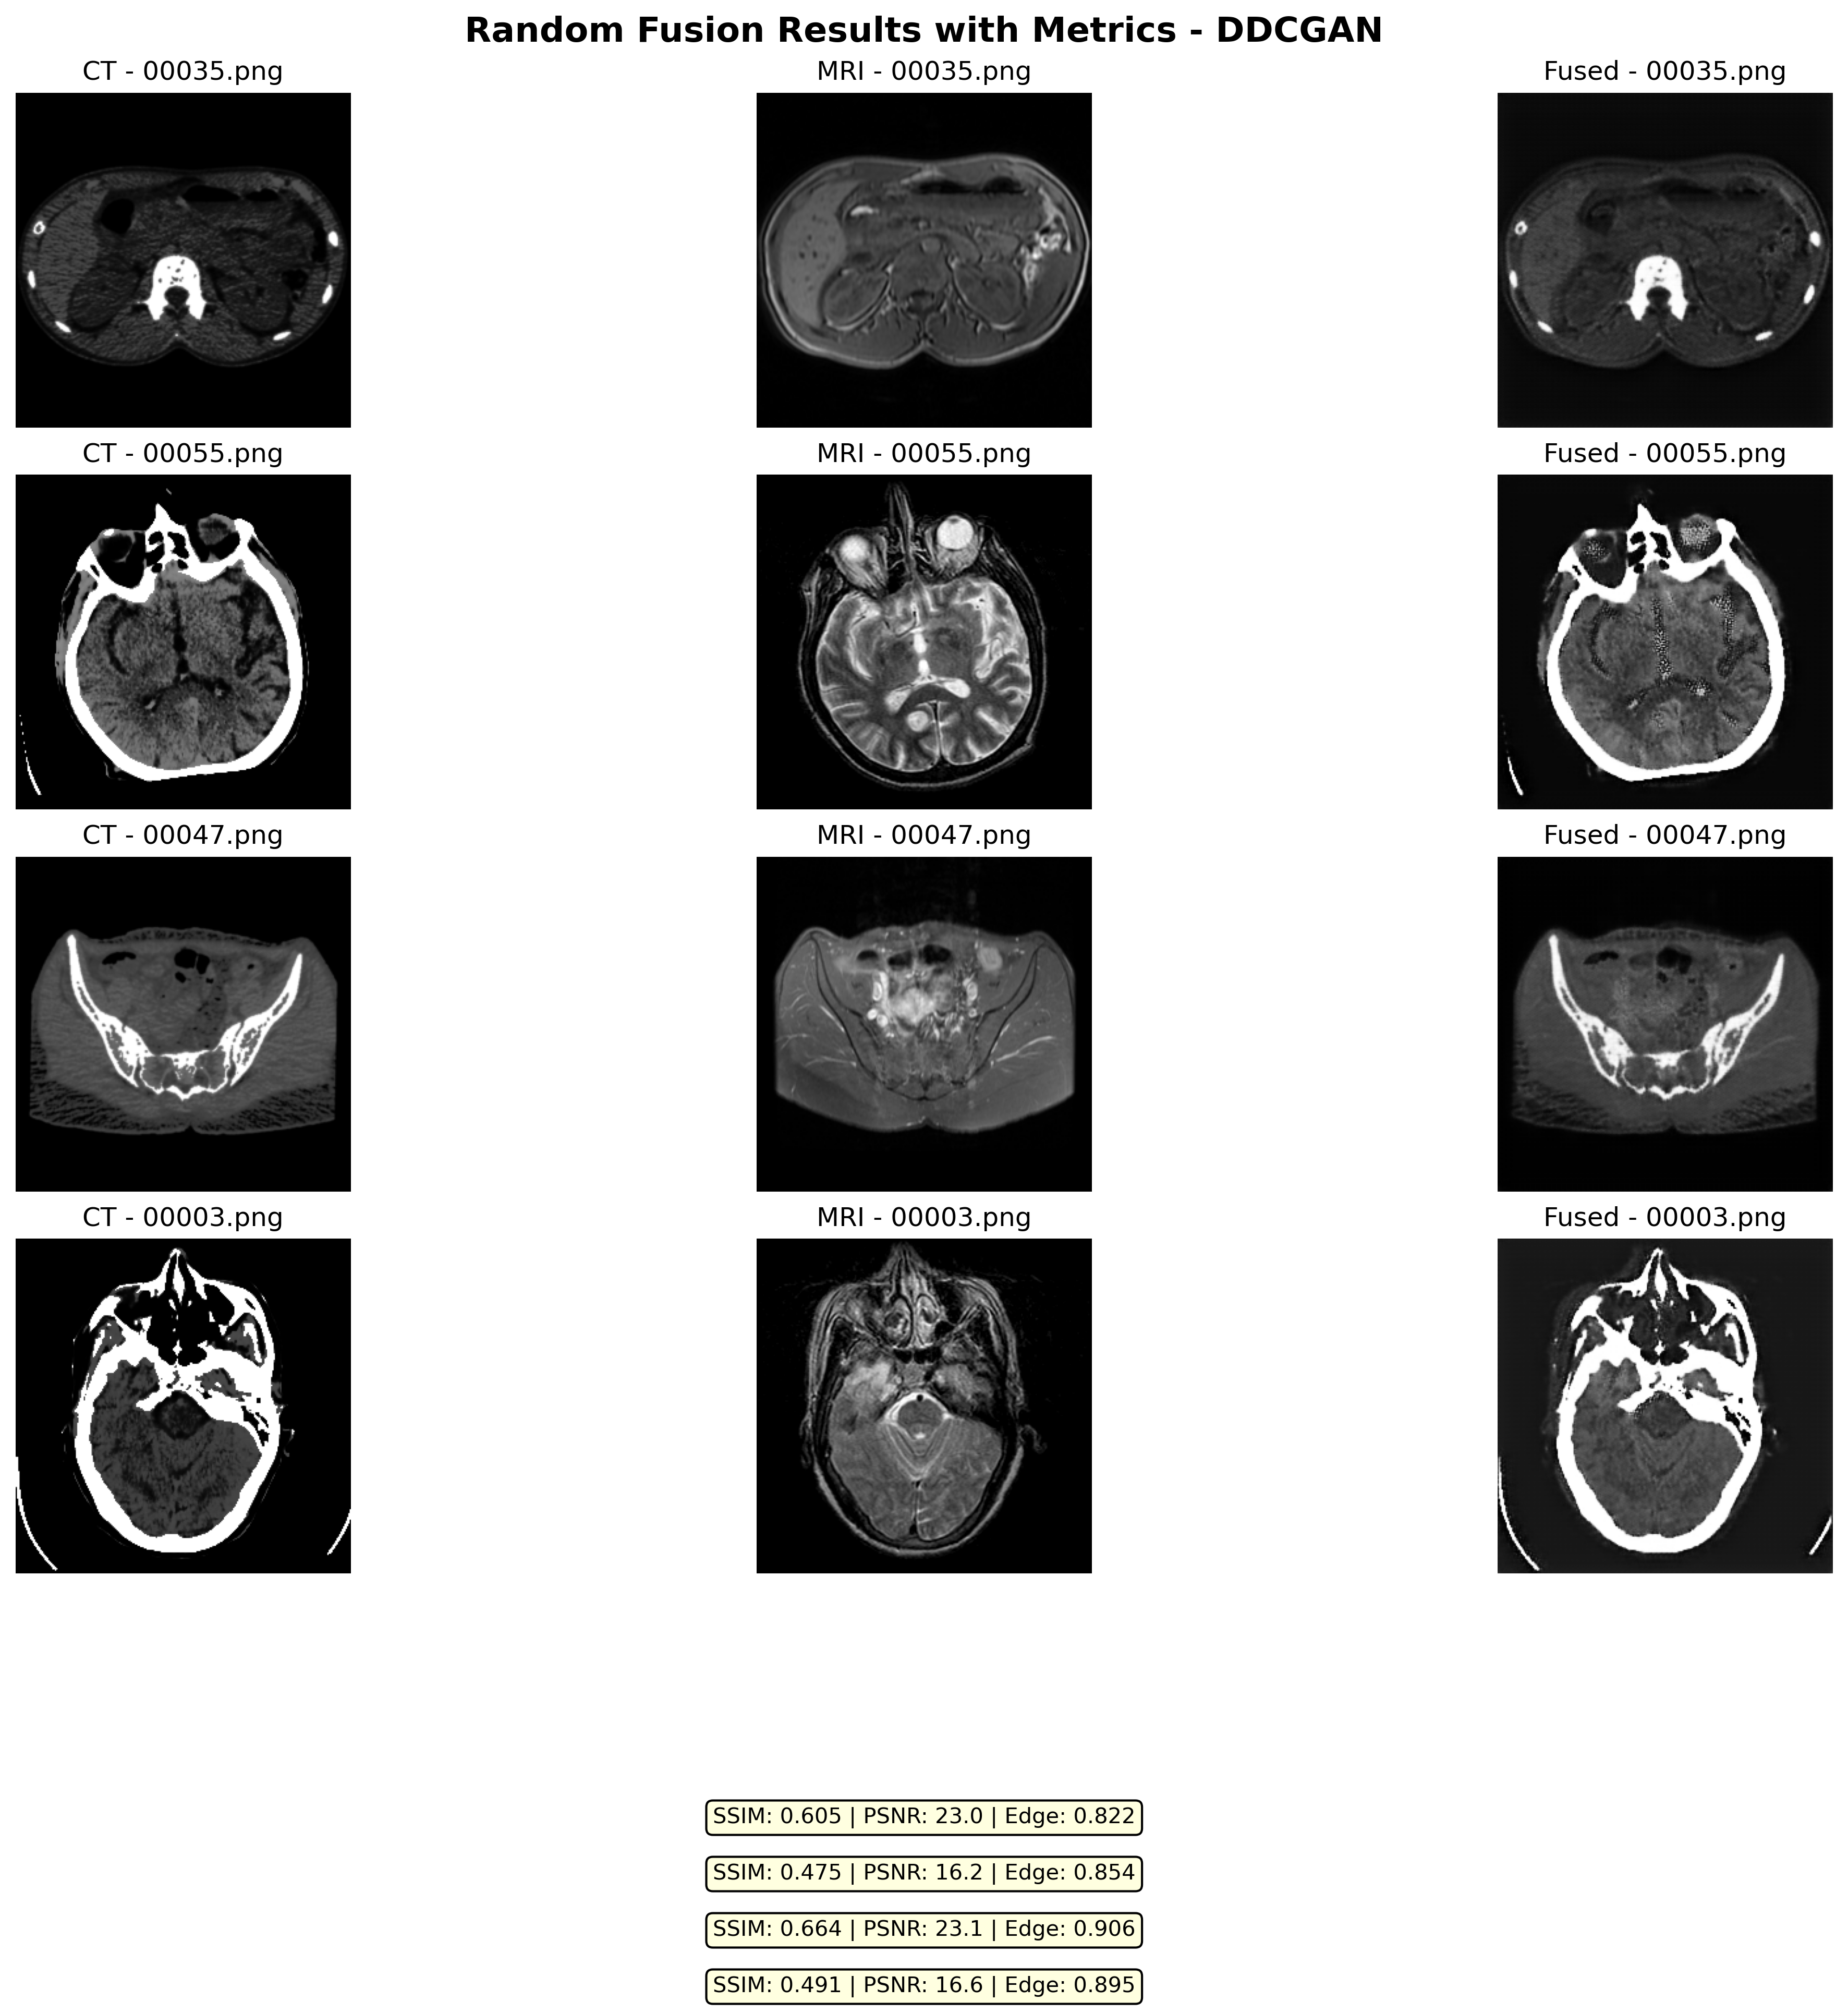 Random Fusion Results with Metrics - DDCGAN
CT - 00035.png
MRI - 00035.png
Fused - 00035.png
CT - 00055.png
MRI - 00055.png
Fused - 00055.png
CT - 00047.png
MRI - 00047.png
Fused - 00047.png
CT - 00003.png
MRI - 00003.png
Fused - 00003.png
SSIM: 0.605 | PSNR: 23.0 | Edge: 0.822
SSIM: 0.475 | PSNR: 16.2 | Edge: 0.854
SSIM: 0.664 | PSNR: 23.1 | Edge: 0.906
SSIM: 0.491 | PSNR: 16.6 | Edge: 0.895